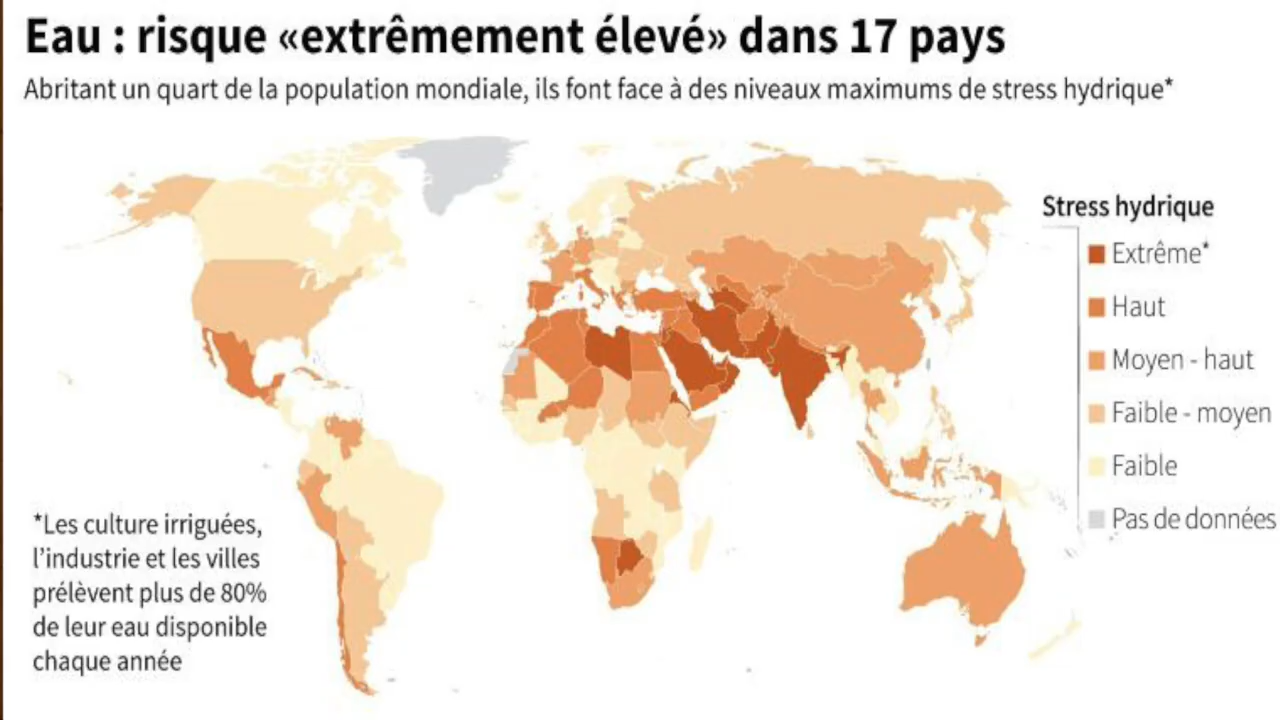 Eau : risque «extrêmement élevé» dans 17 pays
Abritant un quart de la population mondiale, ils font face à des niveaux maximums de stress hydrique*
Stress hydrique
Extrême*
Haut
Moyen - haut
Faible - moyen
Faible
Pas de données
*Les culture irriguées,
l'industrie et les villes
prélèvent plus de 80%
de leur eau disponible
chaque année